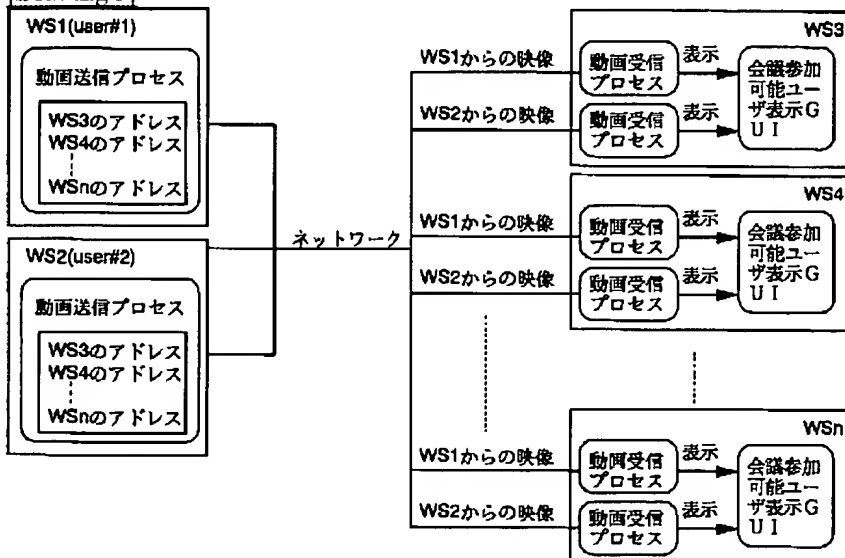 WS1(user#1)
動画送信プロセス
WS3のアドレス
WS4のアドレス
WSnのアドレス
WS2(user#2)
動画送信プロセス
WS3のアドレス
WS4のアドレス
WSnのアドレス
ネットワーク
WS3
WS1からの映像
動画受信
プロセス
表示
WS2からの映像
動画受信
プロセス
表示
会議参加
可能ユー
ザ表示G
UI
WS4
WS1からの映像
動画受信
プロセス
表示
WS2からの映像
動画受信
プロセス
表示
会議参加
可能ユー
ザ表示G
UI
WSn
WS1からの映像
動画受信
プロセス
表示
WS2からの映像
動画受信
プロセス
表示
会議参加
可能ユー
ザ表示G
UI